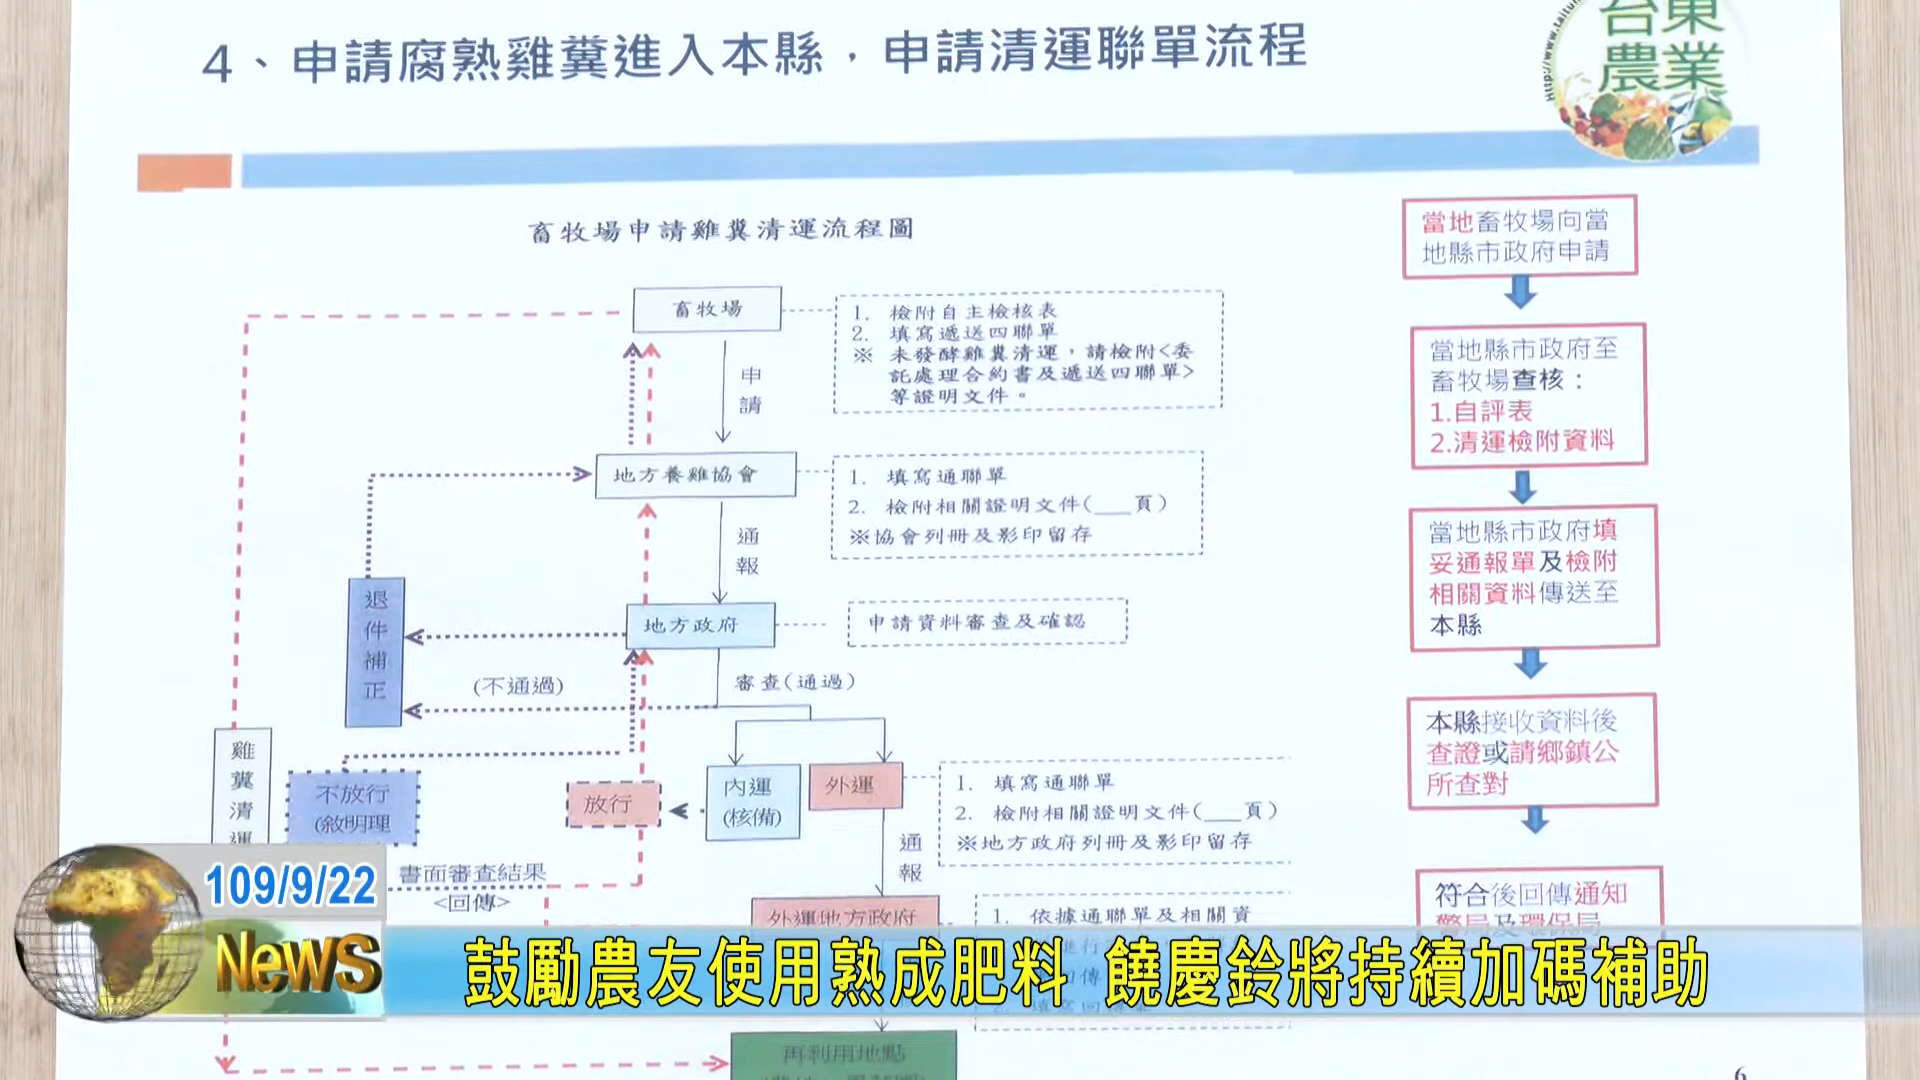 4、申請腐熟雞糞進入本縣，申請清運聯單流程
台東
農業
畜牧場申請雞糞清運流程圖
畜牧場
1. 檢附自主檢核表
2. 填寫遞送四聯單
※ 未發酵雞糞清運，請檢附<委
託處理合約書及遞送四聯單>
等證明文件。
申
請
地方養雞協會
1. 填寫通聯單
2. 檢附相關證明文件(___頁)
※協會列冊及影印留存
通
報
地方政府
申請資料審查及確認
退
件
補
正
(不通過)
審查(通過)
雞
糞
清
運
不放行
(敘明理
放行
內運
(核備)
外運
1. 填寫通聯單
2. 檢附相關證明文件(___頁)
※地方政府列冊及影印留存
通
報
書面審查結果
<回傳>
外運地方政府
1. 依據通聯單及相關資
再利用地點
當地畜牧場向當
地縣市政府申請
當地縣市政府至
畜牧場查核：
1.自評表
2.清運檢附資料
當地縣市政府填
妥通報單及檢附
相關資料傳送至
本縣
本縣接收資料後
查證或請鄉鎮公
所查對
符合後回傳通知
警局及環保局
6
109/9/22
NewS
鼓勵農友使用熟成肥料 饒慶鈴將持續加碼補助